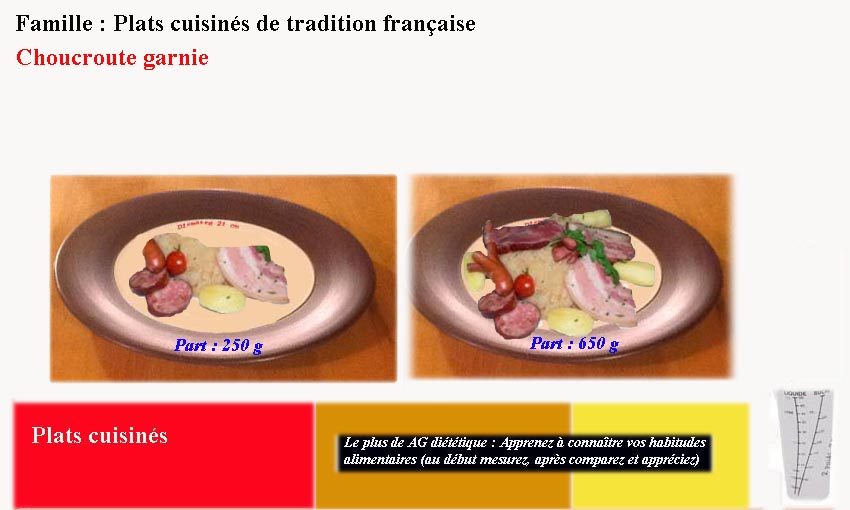 Famille : Plats cuisinés de tradition française
Choucroute garnie
Diamètre 21 cm
Part : 250 g
Part : 650 g
Plats cuisinés
Le plus de AG diététique : Apprenez à connaître vos habitudes
alimentaires (au début mesurez, après comparez et appréciez)